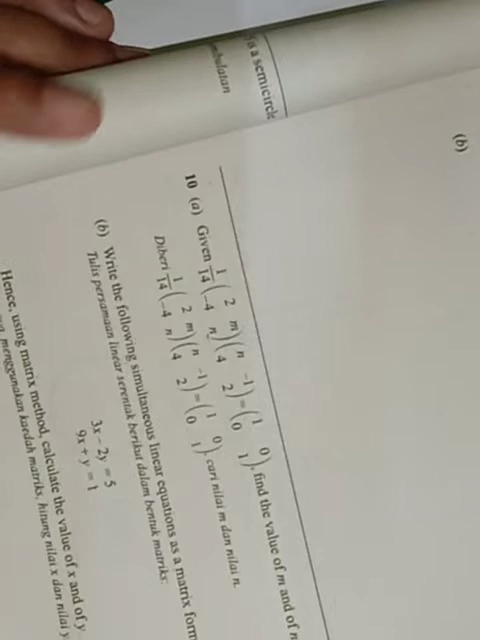 is a semicircle
mbulatan
(b)
10 (a) Given 1/14 (2 m; -4 n)(n -1; 4 2) = (1 0; 0 1), find the value of m and of n
Diberi 1/14 (2 m; -4 n)(n -1; 4 2) = (1 0; 0 1), cari nilai m dan nilai n.
(b) Write the following simultaneous linear equations as a matrix form
Tulis persamaan linear serentak berikut dalam bentuk matriks:
3x - 2y = 5
9x + y = 1
Hence, using matrix method, calculate the value of x and of y
menggunakan kaedah matriks, hitung nilai x dan nilai y